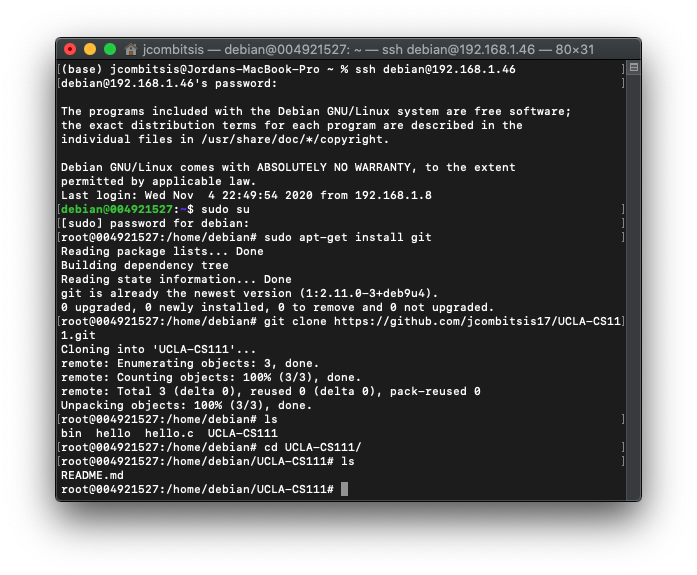 jcombitsis — debian@004921527: ~ — ssh debian@192.168.1.46 — 80×31
[(base) jcombitsis@Jordans-MacBook-Pro ~ % ssh debian@192.168.1.46 ]
[debian@192.168.1.46's password: ]
The programs included with the Debian GNU/Linux system are free software;
the exact distribution terms for each program are described in the
individual files in /usr/share/doc/*/copyright.
Debian GNU/Linux comes with ABSOLUTELY NO WARRANTY, to the extent
permitted by applicable law.
Last login: Wed Nov  4 22:49:54 2020 from 192.168.1.8
[debian@004921527:~$ sudo su ]
[[sudo] password for debian: ]
[root@004921527:/home/debian# sudo apt-get install git ]
Reading package lists... Done
Building dependency tree
Reading state information... Done
git is already the newest version (1:2.11.0-3+deb9u4).
0 upgraded, 0 newly installed, 0 to remove and 0 not upgraded.
[root@004921527:/home/debian# git clone https://github.com/jcombitsis17/UCLA-CS11]
1.git
Cloning into 'UCLA-CS111'...
remote: Enumerating objects: 3, done.
remote: Counting objects: 100% (3/3), done.
remote: Total 3 (delta 0), reused 0 (delta 0), pack-reused 0
Unpacking objects: 100% (3/3), done.
[root@004921527:/home/debian# ls ]
bin  hello  hello.c  UCLA-CS111
[root@004921527:/home/debian# cd UCLA-CS111/ ]
[root@004921527:/home/debian/UCLA-CS111# ls ]
README.md
root@004921527:/home/debian/UCLA-CS111#